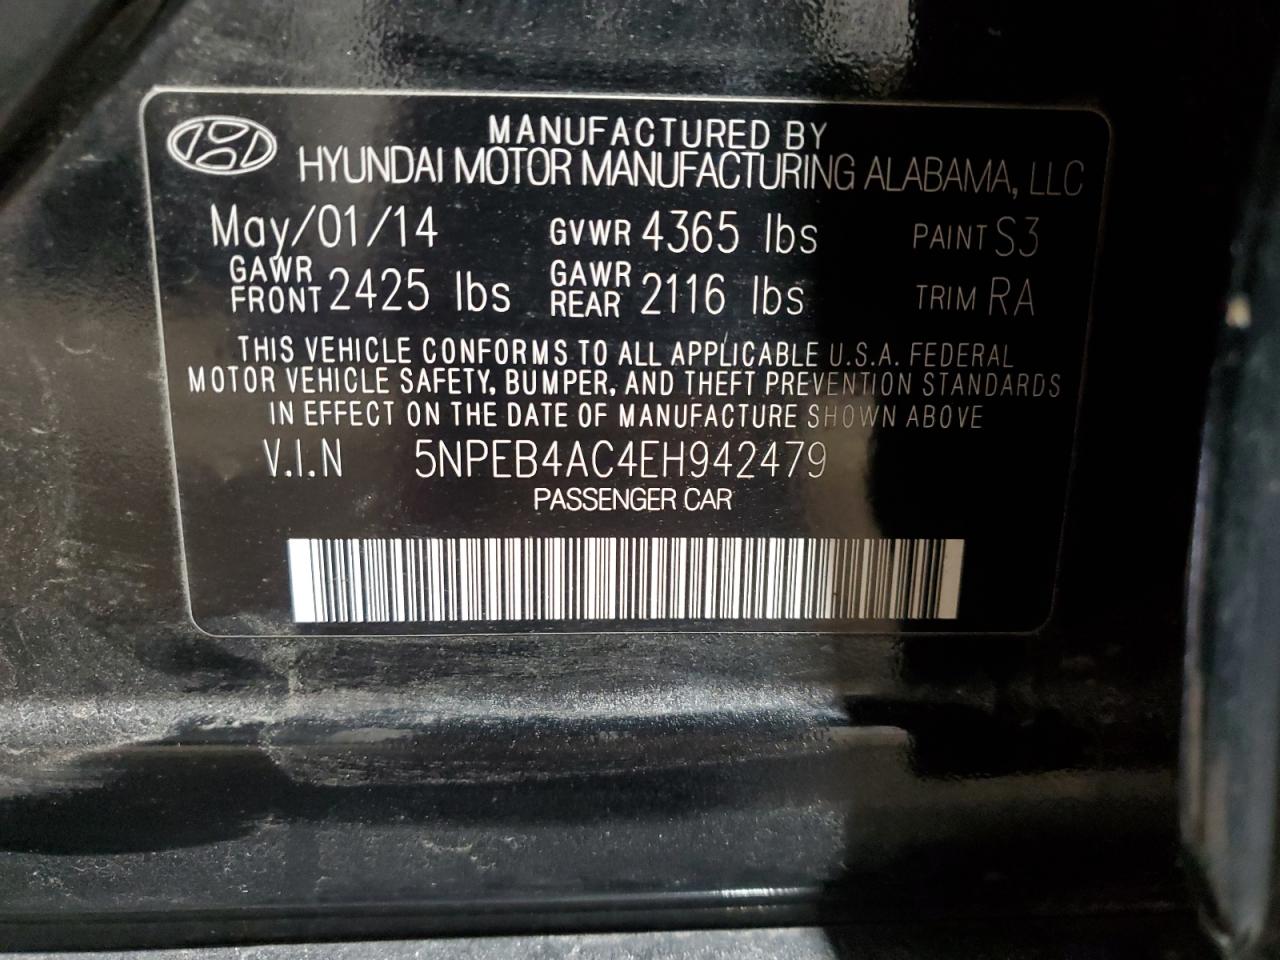 MANUFACTURED BY
HYUNDAI MOTOR MANUFACTURING ALABAMA, LLC
May/01/14 GVWR 4365 lbs PAINT S3
GAWR FRONT 2425 lbs GAWR REAR 2116 lbs TRIM RA
THIS VEHICLE CONFORMS TO ALL APPLICABLE U.S.A. FEDERAL
MOTOR VEHICLE SAFETY, BUMPER, AND THEFT PREVENTION STANDARDS
IN EFFECT ON THE DATE OF MANUFACTURE SHOWN ABOVE
V.I.N 5NPEB4AC4EH942479
PASSENGER CAR